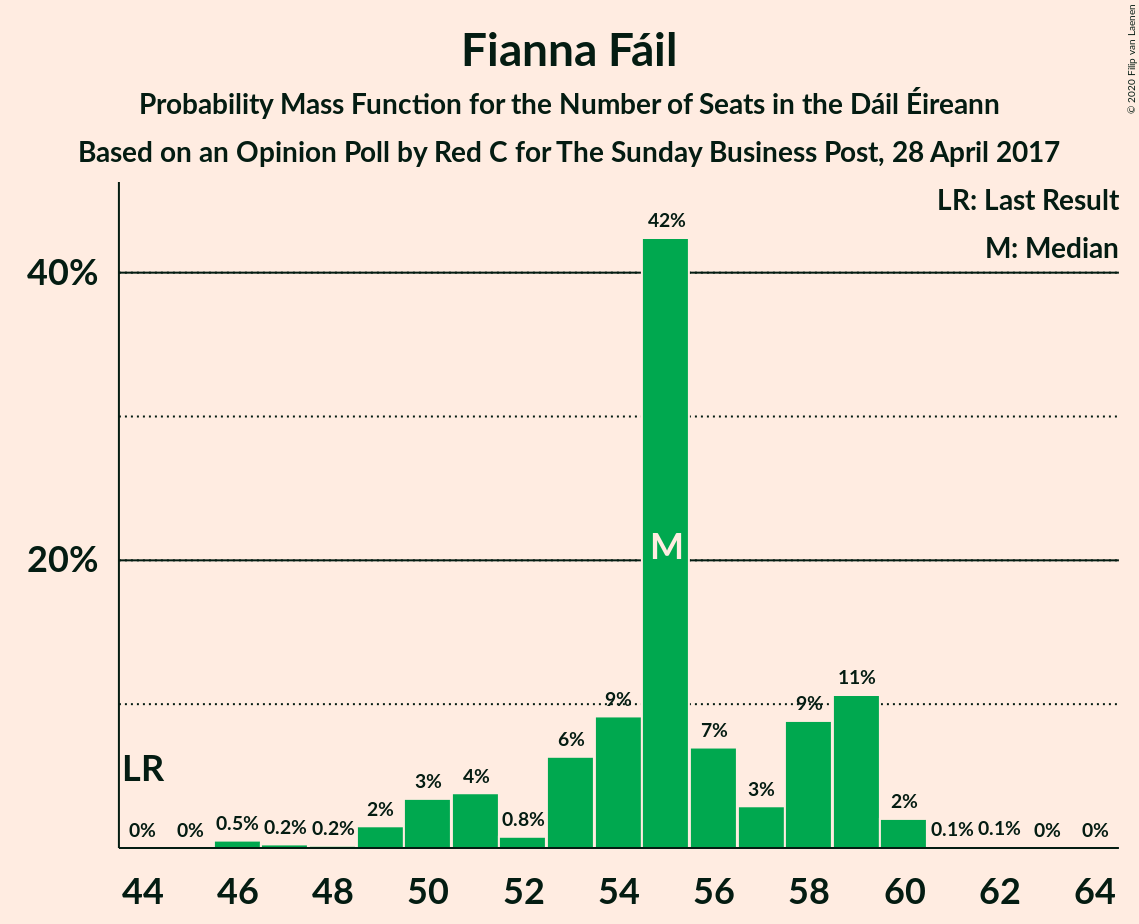 Fianna Fáil
Probability Mass Function for the Number of Seats in the Dáil Éireann
Based on an Opinion Poll by Red C for The Sunday Business Post, 28 April 2017
© 2020 Filip van Laenen
LR: Last Result
M: Median
40%
20%
LR
M
0%
0%
0.5%
0.2%
0.2%
2%
3%
4%
0.8%
6%
9%
42%
7%
3%
9%
11%
2%
0.1%
0.1%
0%
0%
44 46 48 50 52 54 56 58 60 62 64